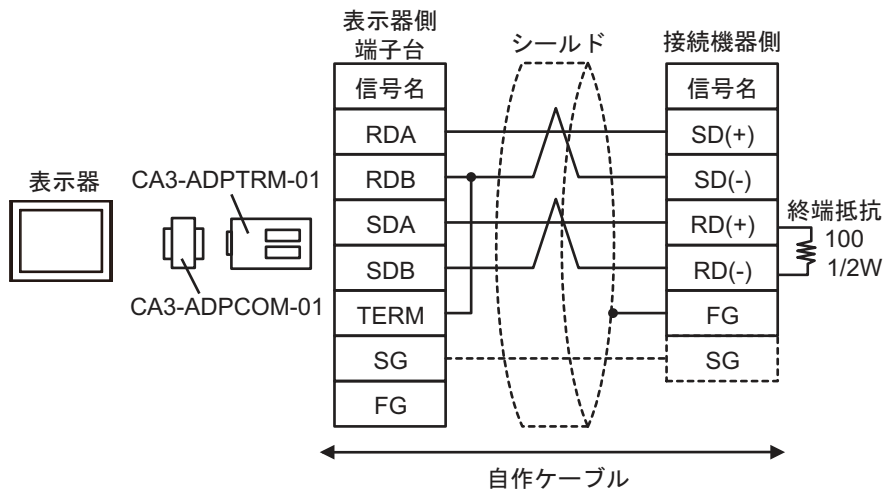 表示器側
端子台
シールド
接続機器側
信号名
信号名
RDA
SD(+)
表示器
CA3-ADPTRM-01
RDB
SD(-)
SDA
RD(+)
終端抵抗
100
1/2W
SDB
RD(-)
CA3-ADPCOM-01
TERM
FG
SG
SG
FG
自作ケーブル